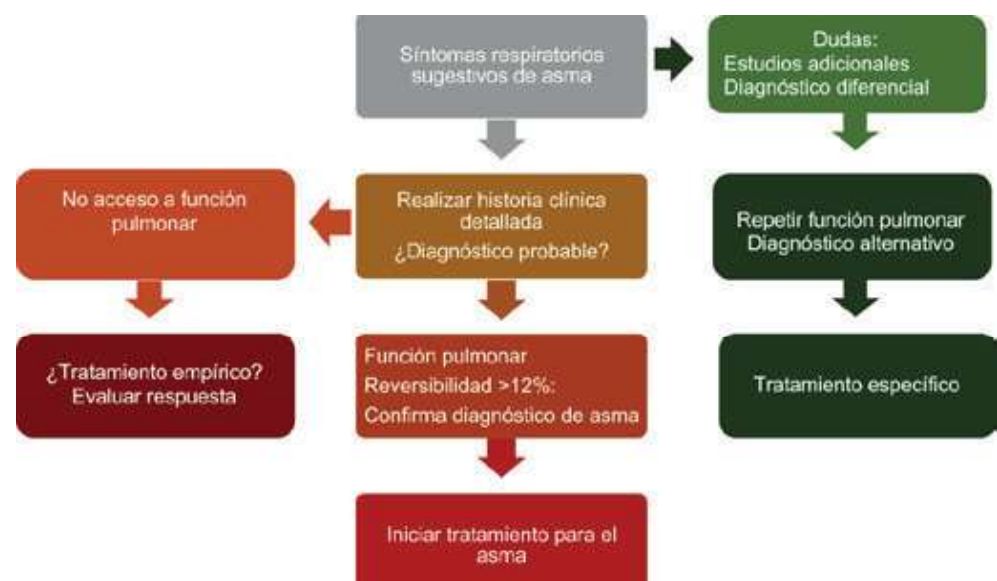 Síntomas respiratorios
sugestivos de asma
Dudas:
Estudios adicionales
Diagnóstico diferencial
No acceso a función
pulmonar
Realizar historia clínica
detallada
¿Diagnóstico probable?
Repetir función pulmonar
Diagnóstico alternativo
¿Tratamiento empírico?
Evaluar respuesta
Función pulmonar
Reversibilidad >12%:
Confirma diagnóstico de asma
Tratamiento específico
Iniciar tratamiento para el
asma